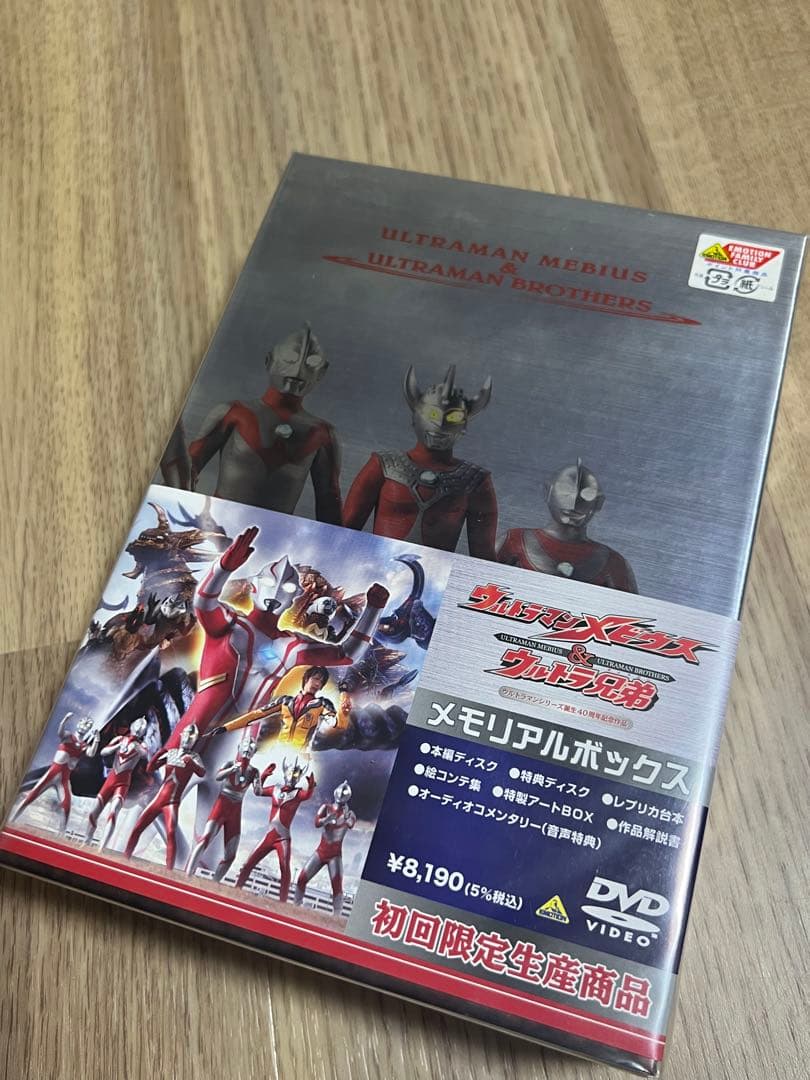 ULTRAMAN MEBIUS
&
ULTRAMAN BROTHERS
EMOTION
EMOTION
FAMILY
CLUB
紙
ウルトラマンメビウス
ULTRAMAN MEBIUS & ULTRAMAN BROTHERS
ウルトラ兄弟
ウルトラマンシリーズ誕生40周年記念作品
メモリアルボックス
●本編ディスク ●特典ディスク ●レプリカ台本
●絵コンテ集 ●特製アートBOX ●作品解説書
●オーディオコメンタリー(音声特典)
¥8,190(5%税込)
EMOTION
DVD
VIDEO
初回限定生産商品